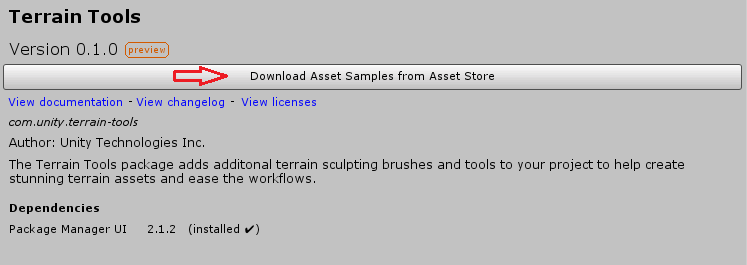 Terrain Tools
Version 0.1.0 preview
Download Asset Samples from Asset Store
View documentation - View changelog - View licenses
com.unity.terrain-tools
Author: Unity Technologies Inc.
The Terrain Tools package adds additonal terrain sculpting brushes and tools to your project to help create
stunning terrain assets and ease the workflows.
Dependencies
Package Manager UI 2.1.2 (installed ✔)